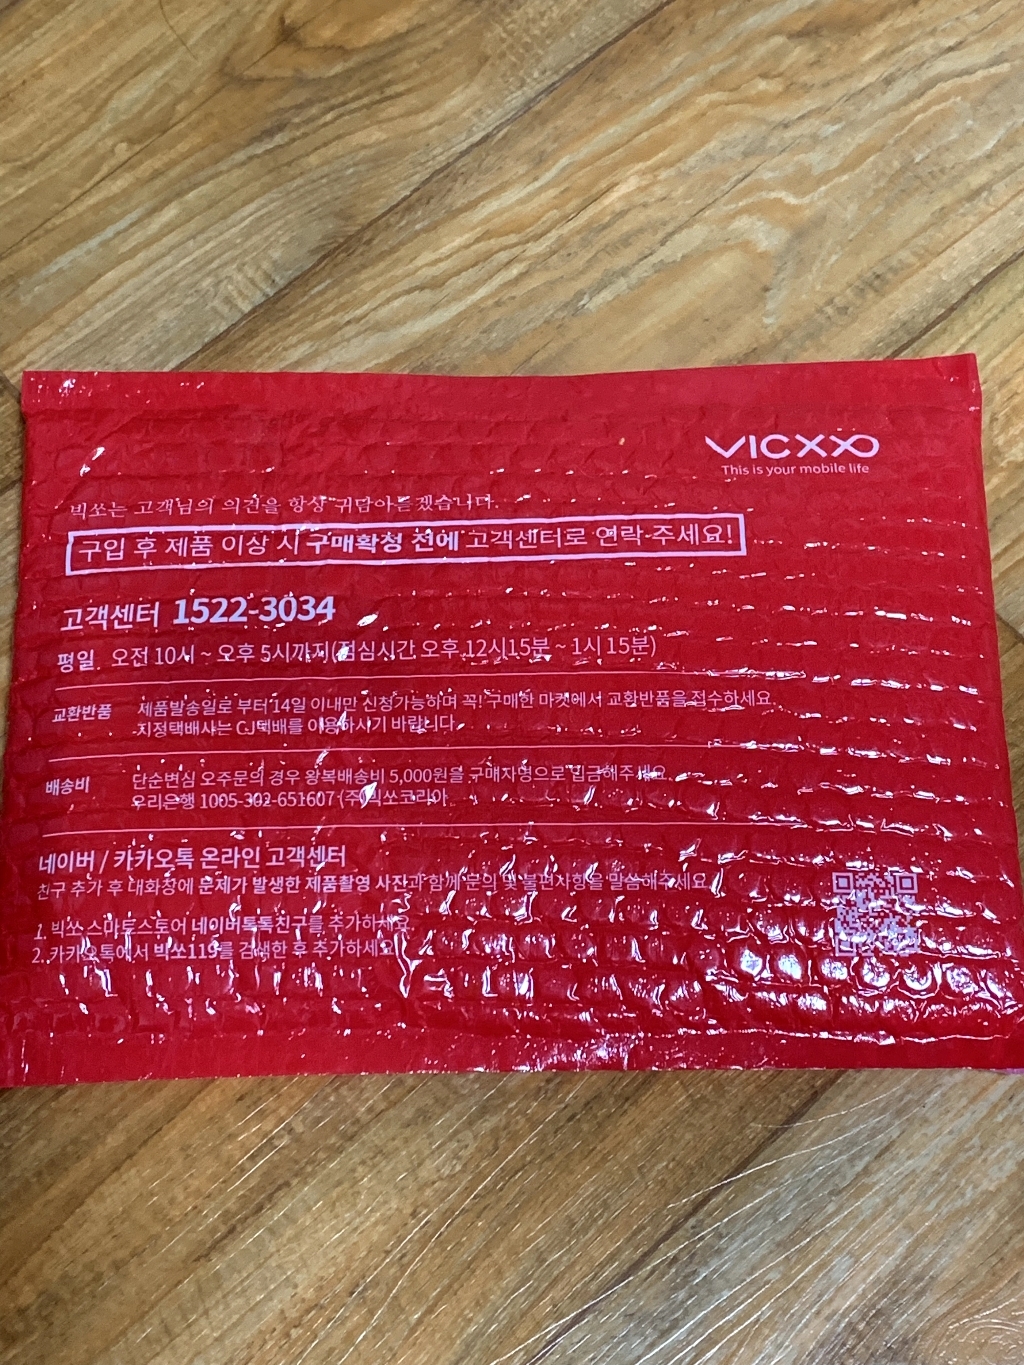 VICXXO
This is your mobile life
빅쏘는 고객님의 의견을 항상 귀담아듣겠습니다.
구입 후 제품 이상 시 구매확정 전에 고객센터로 연락 주세요!
고객센터 1522-3034
평일 오전 10시 ~ 오후 5시까지(점심시간 오후 12시15분 ~ 1시 15분)
교환반품 제품발송일로 부터 14일 이내만 신청가능하며 꼭! 구매한 마켓에서 교환반품을 접수하세요
지정택배사는 CJ택배를 이용하시기 바랍니다.
배송비 단순변심 오주문의 경우 왕복배송비 5,000원을 구매자명으로 입금해주세요.
우리은행 1005-302-651607 (주)빅쏘코리아
네이버 / 카카오톡 온라인 고객센터
친구 추가 후 대화창에 문제가 발생한 제품촬영 사진과 함께 문의 및 불편사항을 말씀해주세요
1. 빅쏘 스마트스토어 네이버톡톡친구를 추가하세요.
2. 카카오톡에서 빅쏘119를 검색한 후 추가하세요